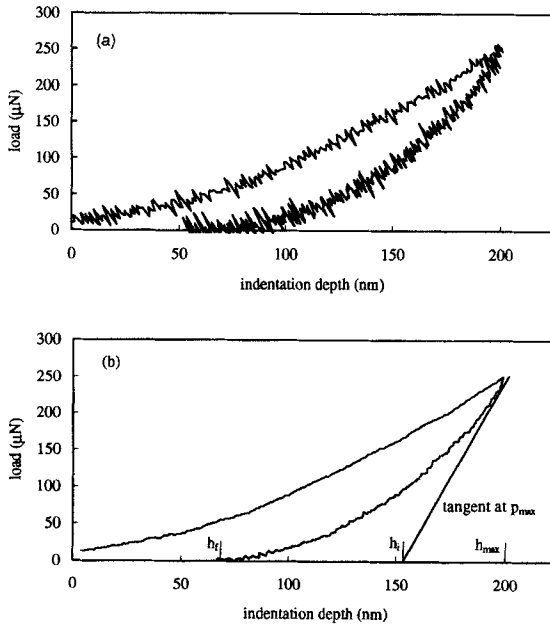 300
(a)
250
200
150
100
50
0
load (μN)
0 50 100 150 200
indentation depth (nm)
300
(b)
250
200
150
100
50
0
load (μN)
tangent at pmax
hf hi hmax
0 50 100 150 200
indentation depth (nm)